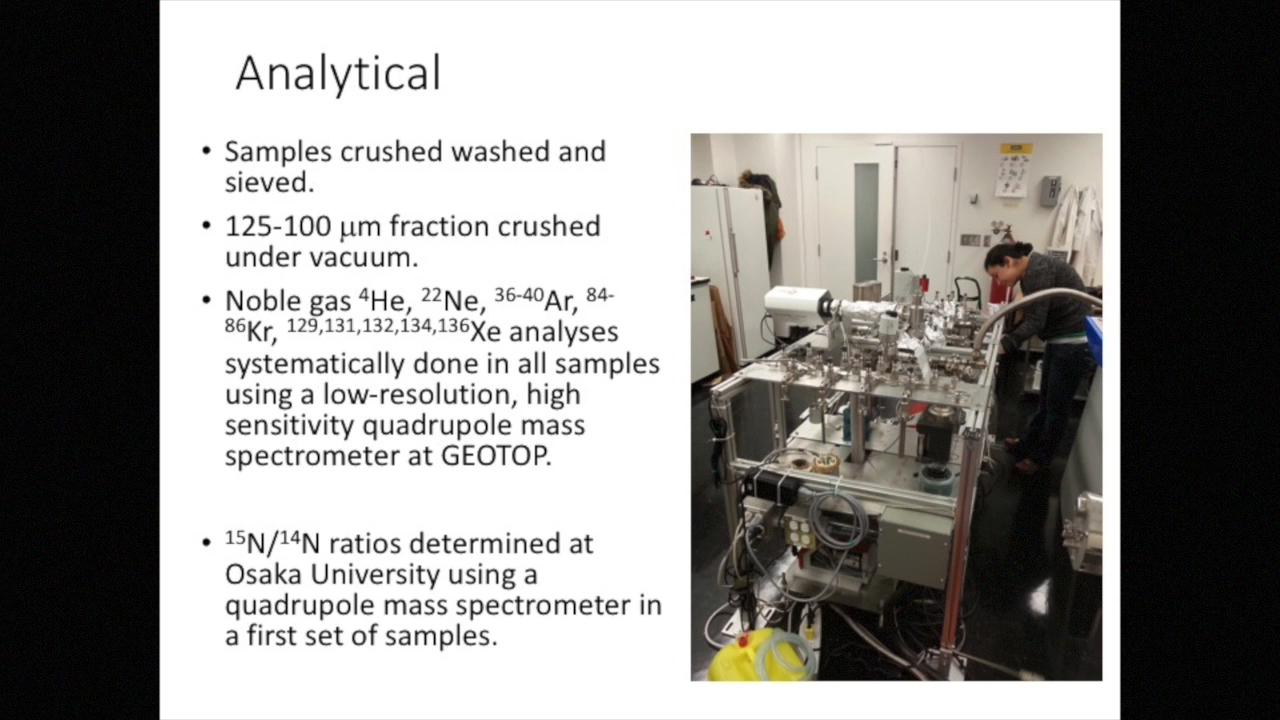 Analytical
• Samples crushed washed and
sieved.
• 125-100 μm fraction crushed
under vacuum.
• Noble gas ⁴He, ²²Ne, ³⁶⁻⁴⁰Ar, ⁸⁴⁻
⁸⁶Kr, ¹²⁹,¹³¹,¹³²,¹³⁴,¹³⁶Xe analyses
systematically done in all samples
using a low-resolution, high
sensitivity quadrupole mass
spectrometer at GEOTOP.
• ¹⁵N/¹⁴N ratios determined at
Osaka University using a
quadrupole mass spectrometer in
a first set of samples.